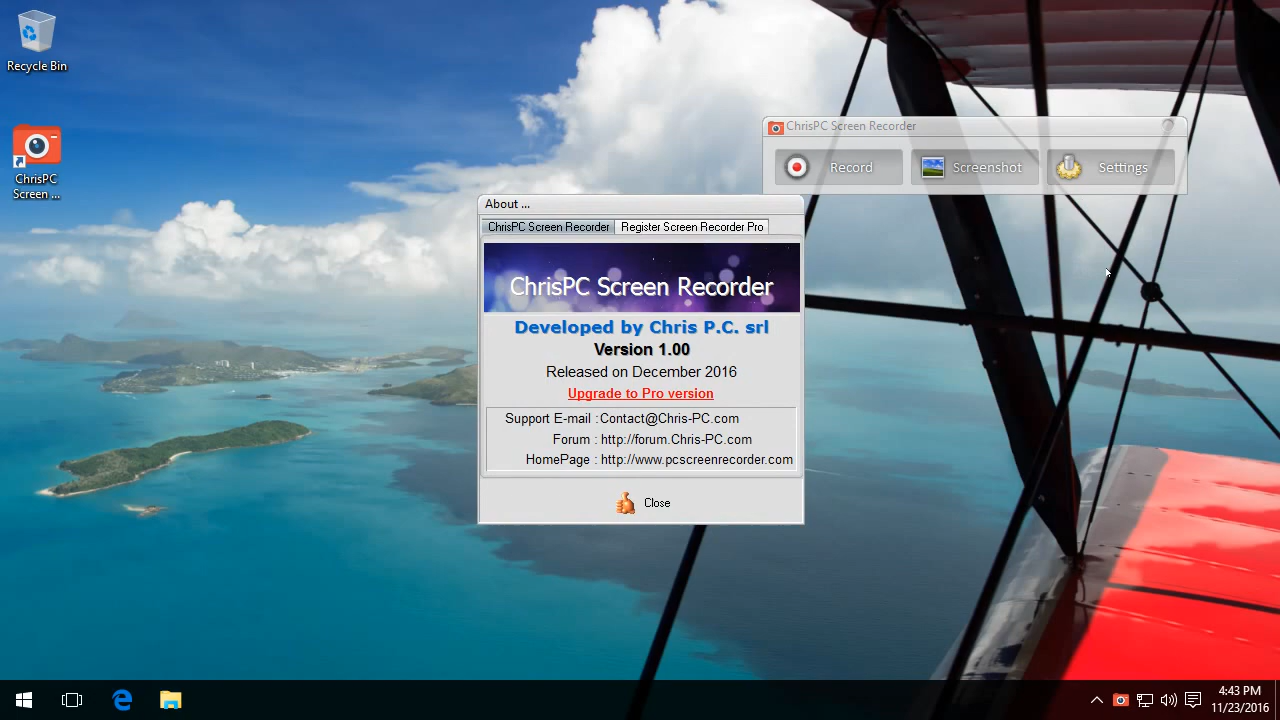 Recycle Bin
ChrisPC
Screen ...
ChrisPC Screen Recorder
Record
Screenshot
Settings
About ...
ChrisPC Screen Recorder
Register Screen Recorder Pro
ChrisPC Screen Recorder
Developed by Chris P.C. srl
Version 1.00
Released on December 2016
Upgrade to Pro version
Support E-mail : Contact@Chris-PC.com
Forum : http://forum.Chris-PC.com
HomePage : http://www.pcscreenrecorder.com
Close
4:43 PM
11/23/2016